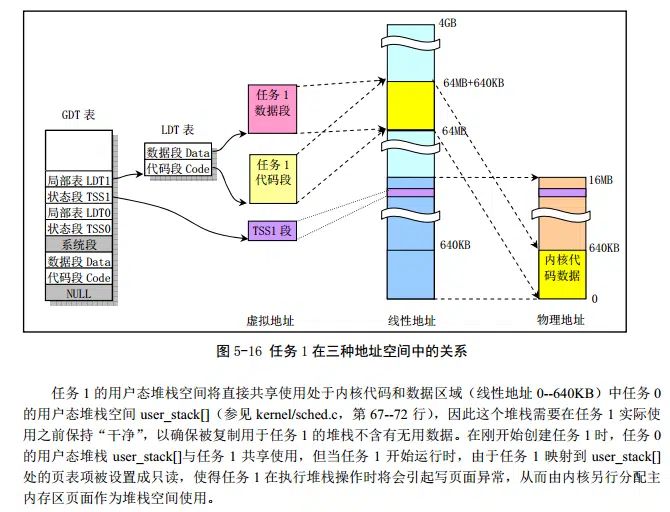 4GB
任务 1
数据段
64MB+640KB
GDT 表
LDT 表
64MB
数据段 Data
代码段 Code
任务 1
代码段
局部表 LDT1
状态段 TSS1
局部表 LDT0
状态段 TSS0
系统段
数据段 Data
代码段 Code
NULL
TSS1 段
16MB
640KB
640KB
内核代
码数据
0
虚拟地址
线性地址
物理地址
图 5-16 任务 1 在三种地址空间中的关系
任务 1 的用户态堆栈空间将直接共享使用处于内核代码和数据区域（线性地址 0--640KB）中任务 0
的用户态堆栈空间 user_stack[]（参见 kernel/sched.c，第 67--72 行），因此这个堆栈需要在任务 1 实际使
用之前保持“干净”，以确保被复制用于任务 1 的堆栈不含有无用数据。在刚开始创建任务 1 时，任务 0
的用户态堆栈 user_stack[]与任务 1 共享使用，但当任务 1 开始运行时，由于任务 1 映射到 user_stack[]
处的页表项被设置成只读，使得任务 1 在执行堆栈操作时将会引起写页面异常，从而由内核另行分配主
内存区页面作为堆栈空间使用。